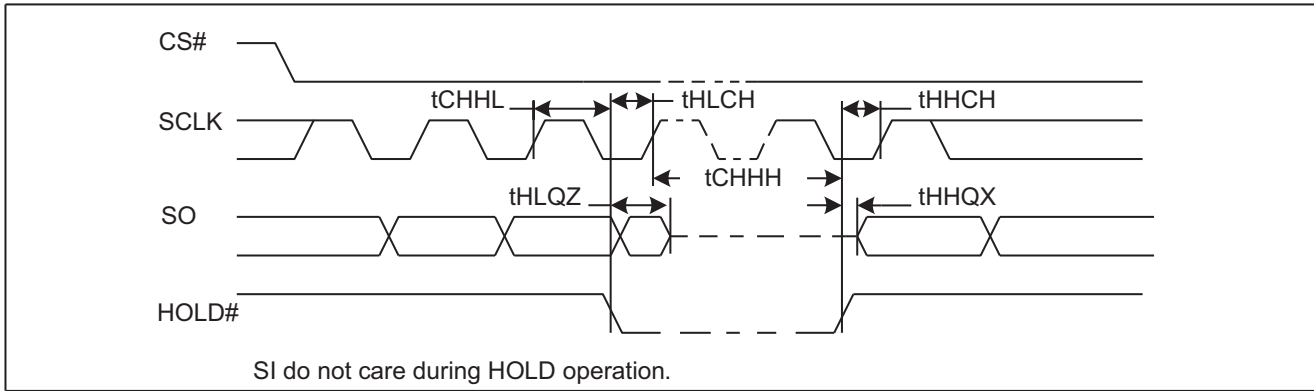 CS#
tCHHL
tHLCH
tHHCH
SCLK
tCHHH
tHLQZ
tHHQX
SO
HOLD#
SI do not care during HOLD operation.